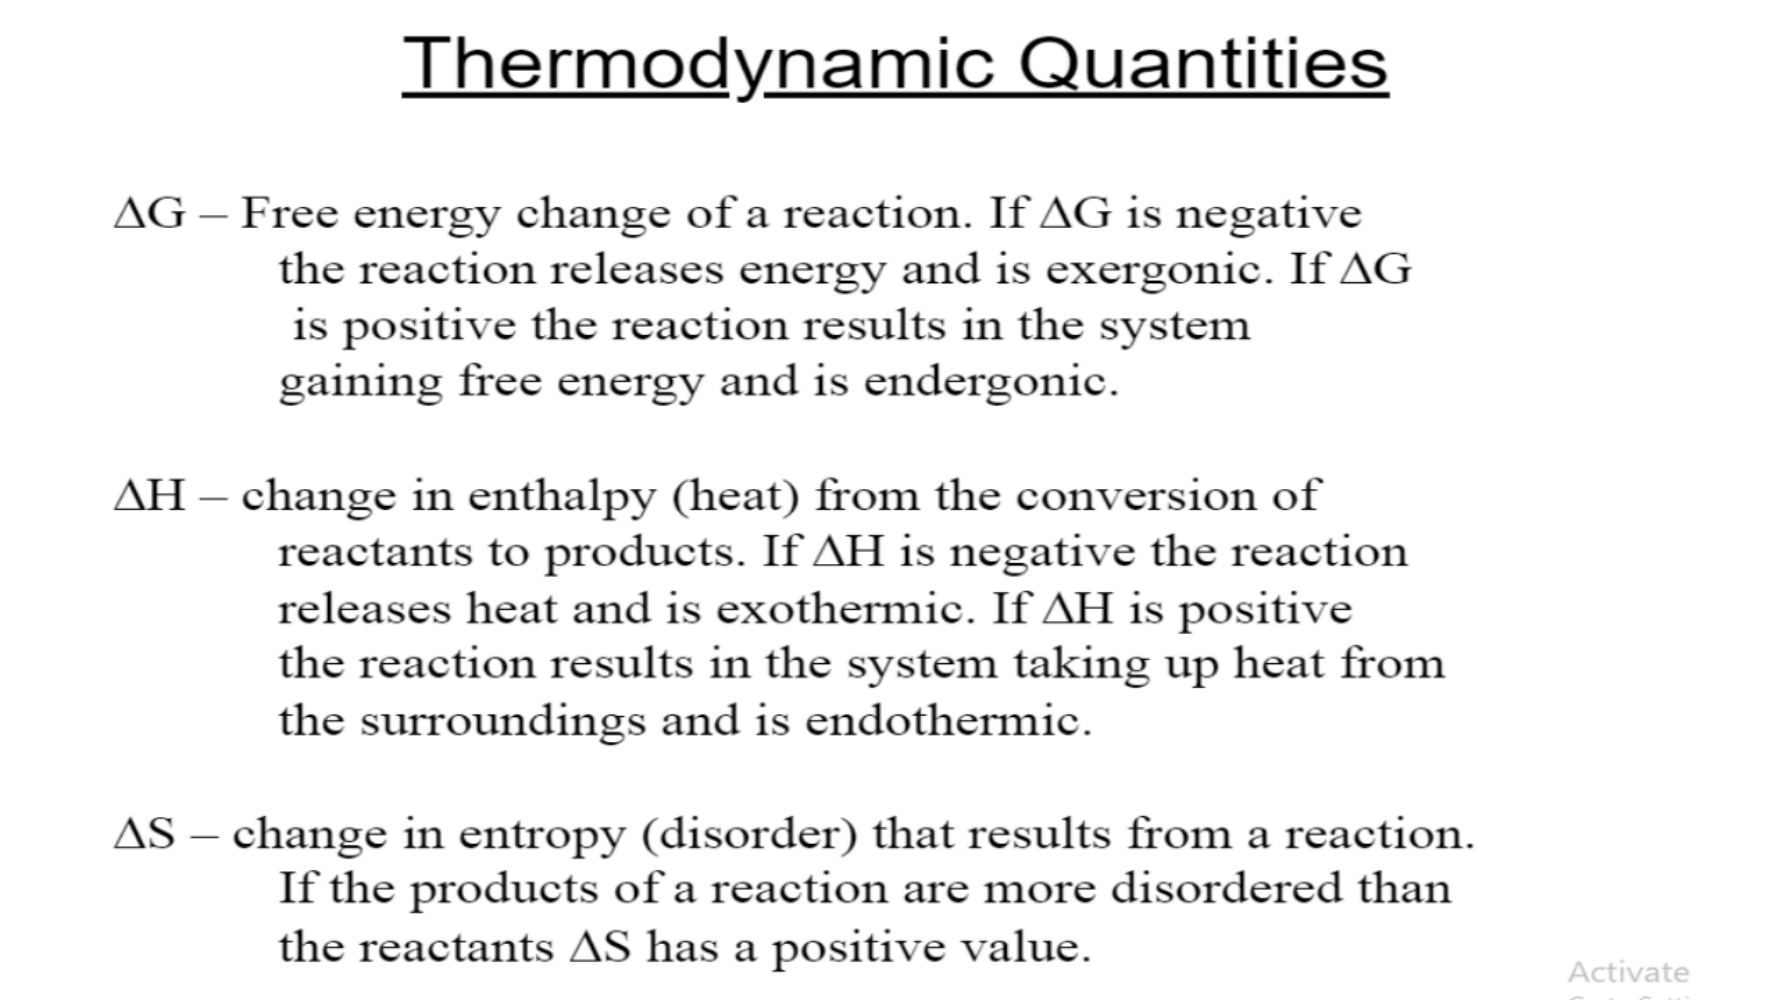 Thermodynamic Quantities
ΔG – Free energy change of a reaction. If ΔG is negative
the reaction releases energy and is exergonic. If ΔG
is positive the reaction results in the system
gaining free energy and is endergonic.
ΔH – change in enthalpy (heat) from the conversion of
reactants to products. If ΔH is negative the reaction
releases heat and is exothermic. If ΔH is positive
the reaction results in the system taking up heat from
the surroundings and is endothermic.
ΔS – change in entropy (disorder) that results from a reaction.
If the products of a reaction are more disordered than
the reactants ΔS has a positive value.
Activate